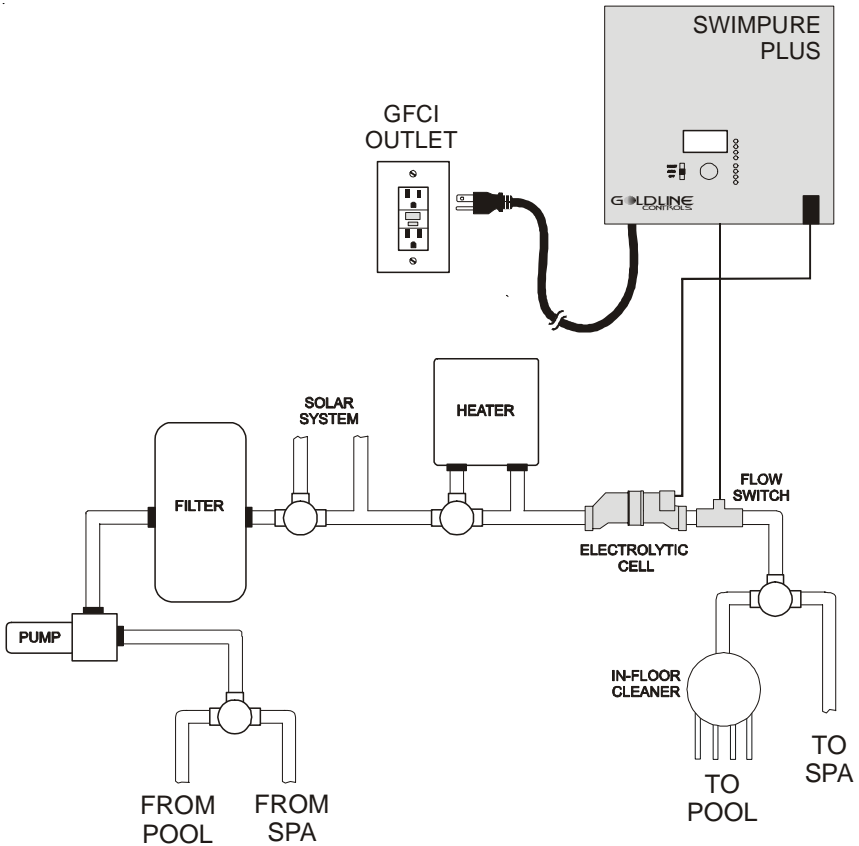 SWIMPURE
PLUS
GFCI
OUTLET
GOLDLINE
CONTROLS
SOLAR
SYSTEM
HEATER
FILTER
FLOW
SWITCH
ELECTROLYTIC
CELL
PUMP
IN-FLOOR
CLEANER
TO
SPA
TO
POOL
FROM
POOL
FROM
SPA